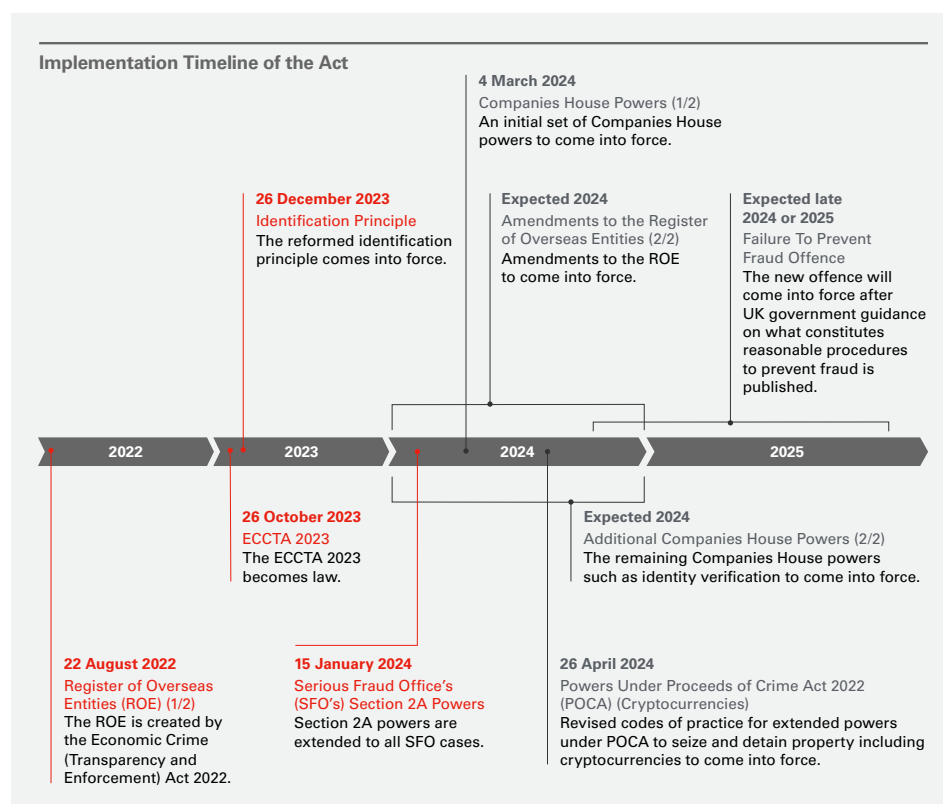 Implementation Timeline of the Act
4 March 2024
Companies House Powers (1/2)
An initial set of Companies House
powers to come into force.
26 December 2023
Identification Principle
The reformed identification
principle comes into force.
Expected 2024
Amendments to the Register
of Overseas Entities (2/2)
Amendments to the ROE
to come into force.
Expected late
2024 or 2025
Failure To Prevent
Fraud Offence
The new offence will
come into force after
UK government guidance
on what constitutes
reasonable procedures
to prevent fraud is
published.
2022
2023
2024
2025
26 October 2023
ECCTA 2023
The ECCTA 2023
becomes law.
Expected 2024
Additional Companies House Powers (2/2)
The remaining Companies House powers
such as identity verification to come into force.
22 August 2022
Register of Overseas
Entities (ROE) (1/2)
The ROE is created by
the Economic Crime
(Transparency and
Enforcement) Act 2022.
15 January 2024
Serious Fraud Office's
(SFO's) Section 2A Powers
Section 2A powers are
extended to all SFO cases.
26 April 2024
Powers Under Proceeds of Crime Act 2022
(POCA) (Cryptocurrencies)
Revised codes of practice for extended powers
under POCA to seize and detain property including
cryptocurrencies to come into force.